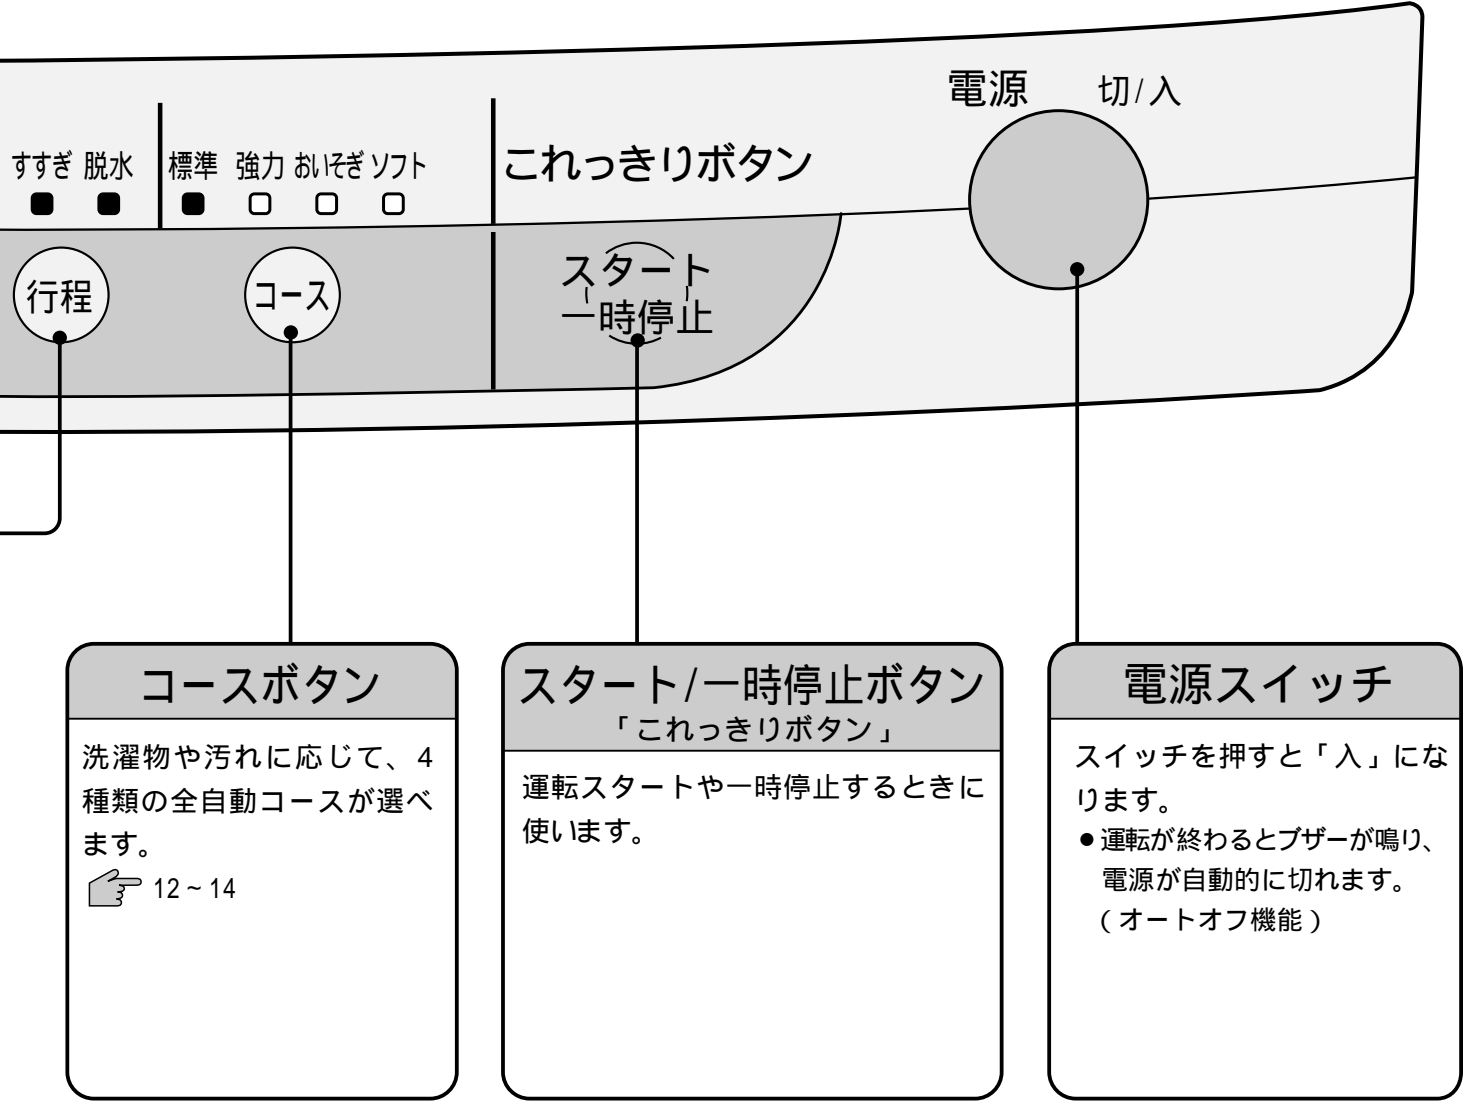 電源 切/入
すすぎ 脱水 標準 強力 おいそぎ ソフト これっきりボタン
行程 コース スタート
一時停止
コースボタン
洗濯物や汚れに応じて、4
種類の全自動コースが選べ
ます。
12~14
スタート/一時停止ボタン
「これっきりボタン」
運転スタートや一時停止するときに
使います。
電源スイッチ
スイッチを押すと「入」にな
ります。
●運転が終わるとブザーが鳴り、
電源が自動的に切れます。
(オートオフ機能)